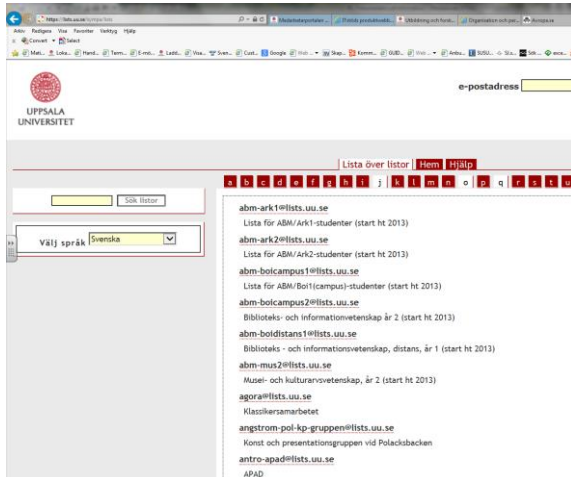 https://lists.uu.se/sympa/lists
Arkiv Redigera Visa Favoriter Verktyg Hjälp
Convert Select
UPPSALA
UNIVERSITET
e-postadress
Lista över listor Hem Hjälp
a b c d e f g h i j k l m n o p q r s t u
Sök listor
Välj språk Svenska
abm-ark1@lists.uu.se
Lista för ABM/Ark1-studenter (start ht 2013)
abm-ark2@lists.uu.se
Lista för ABM/Ark2-studenter (start ht 2013)
abm-boicampus1@lists.uu.se
Lista för ABM/Boi1(campus)-studenter (start ht 2013)
abm-boicampus2@lists.uu.se
Biblioteks- och informationvetenskap år 2 (start ht 2013)
abm-boidistans1@lists.uu.se
Biblioteks - och informationsvetenskap, distans, år 1 (start ht 2013)
abm-mus2@lists.uu.se
Musei- och kulturarvsvetenskap, år 2 (start ht 2013)
agora@lists.uu.se
Klassikersamarbetet
angstrom-pol-kp-gruppen@lists.uu.se
Konst och presentationsgruppen vid Polacksbacken
antro-apad@lists.uu.se
APAD